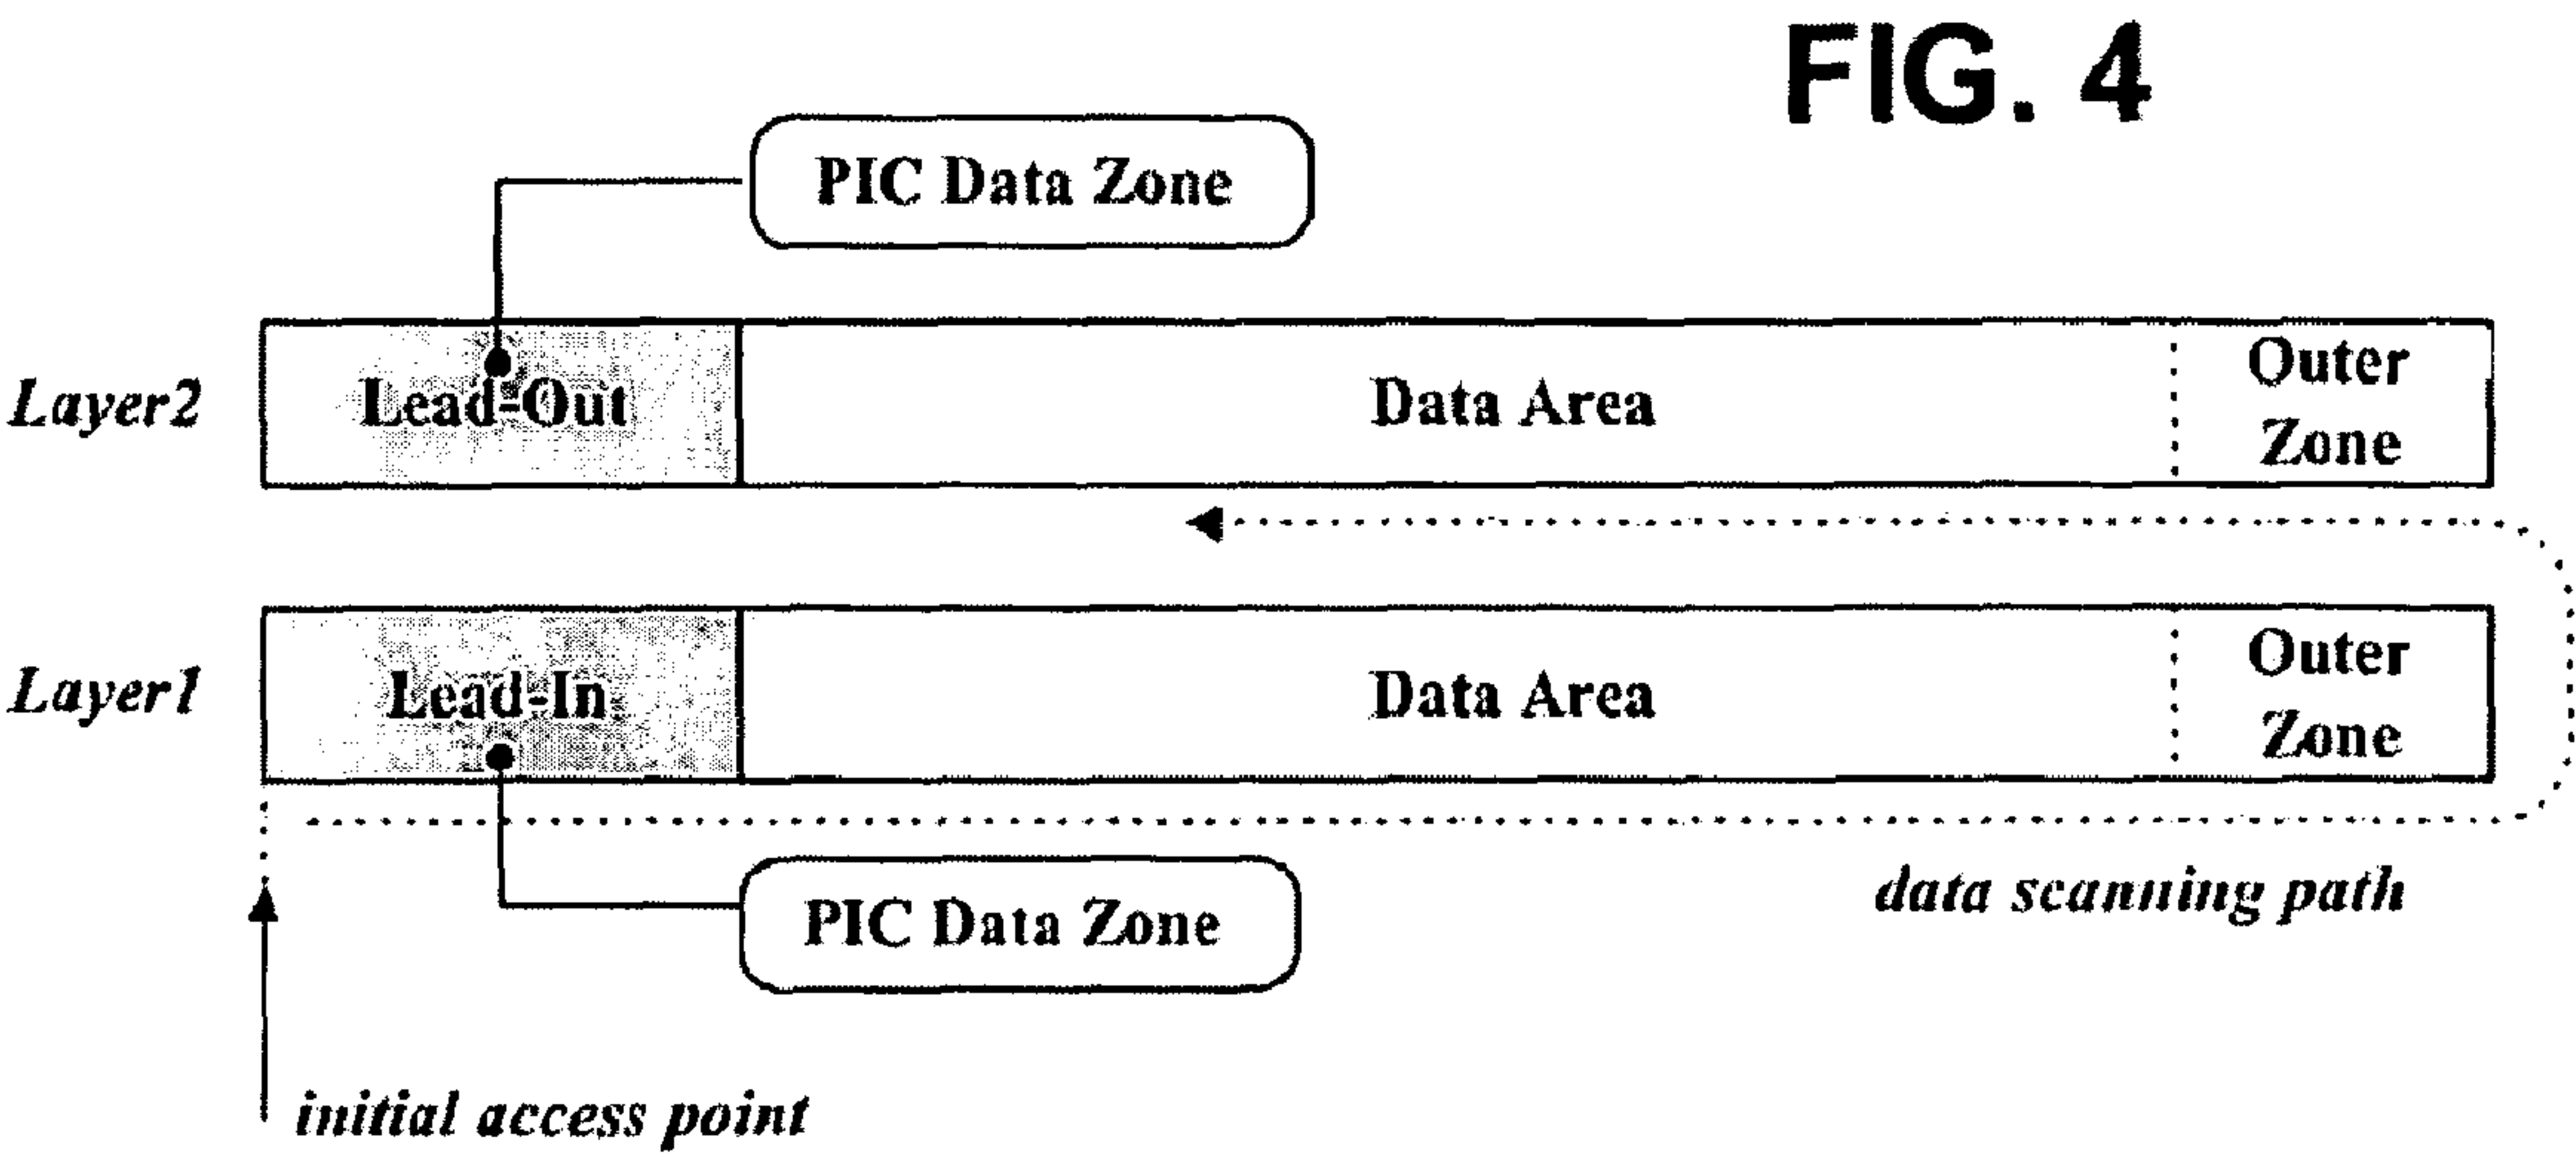 FIG. 4
PIC Data Zone
Layer2
Lead-Out
Data Area
Outer
Zone
Layer1
Lead-In
Data Area
Outer
Zone
data scanning path
PIC Data Zone
initial access point